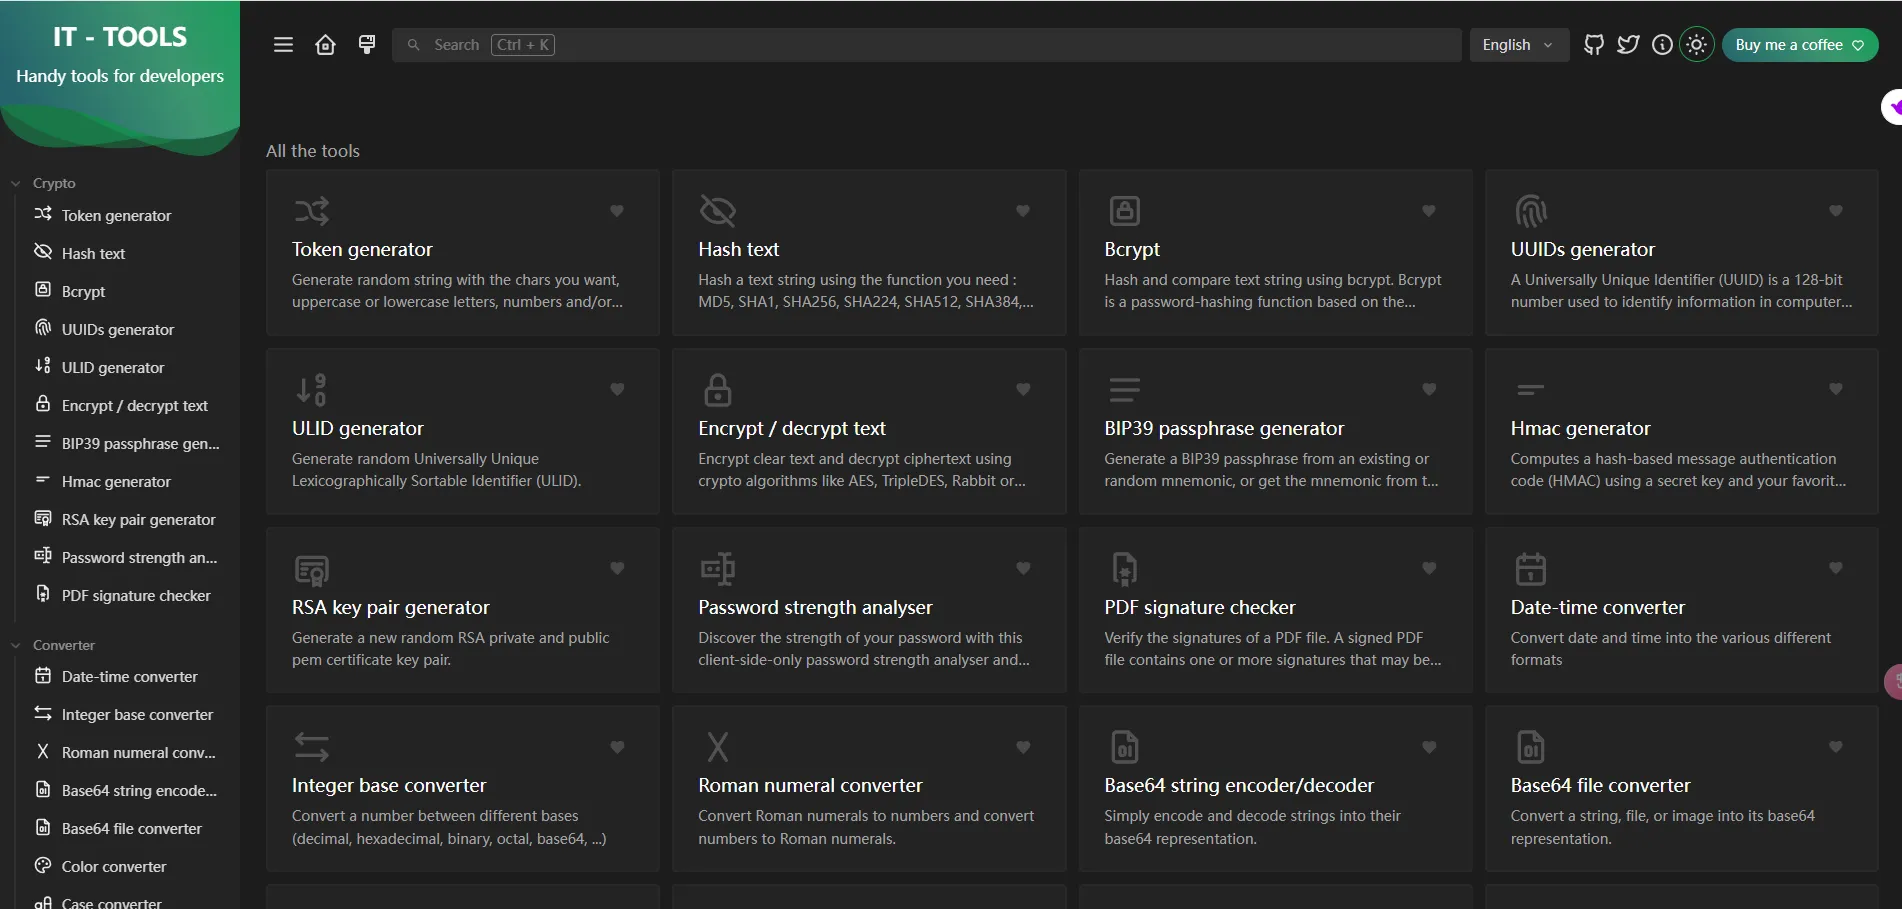 IT - TOOLS
Handy tools for developers
Crypto
Token generator
Hash text
Bcrypt
UUIDs generator
ULID generator
Encrypt / decrypt text
BIP39 passphrase gen...
Hmac generator
RSA key pair generator
Password strength an...
PDF signature checker
Converter
Date-time converter
Integer base converter
Roman numeral conv...
Base64 string encode...
Base64 file converter
Color converter
Case converter
Search Ctrl + K
English
Buy me a coffee
All the tools
Token generator
Generate random string with the chars you want,
uppercase or lowercase letters, numbers and/or...
Hash text
Hash a text string using the function you need :
MD5, SHA1, SHA256, SHA224, SHA512, SHA384,...
Bcrypt
Hash and compare text string using bcrypt. Bcrypt
is a password-hashing function based on the...
UUIDs generator
A Universally Unique Identifier (UUID) is a 128-bit
number used to identify information in computer...
ULID generator
Generate random Universally Unique
Lexicographically Sortable Identifier (ULID).
Encrypt / decrypt text
Encrypt clear text and decrypt ciphertext using
crypto algorithms like AES, TripleDES, Rabbit or...
BIP39 passphrase generator
Generate a BIP39 passphrase from an existing or
random mnemonic, or get the mnemonic from t...
Hmac generator
Computes a hash-based message authentication
code (HMAC) using a secret key and your favorit...
RSA key pair generator
Generate a new random RSA private and public
pem certificate key pair.
Password strength analyser
Discover the strength of your password with this
client-side-only password strength analyser and...
PDF signature checker
Verify the signatures of a PDF file. A signed PDF
file contains one or more signatures that may be...
Date-time converter
Convert date and time into the various different
formats
Integer base converter
Convert a number between different bases
(decimal, hexadecimal, binary, octal, base64, ...)
Roman numeral converter
Convert Roman numerals to numbers and convert
numbers to Roman numerals.
Base64 string encoder/decoder
Simply encode and decode strings into their
base64 representation.
Base64 file converter
Convert a string, file, or image into its base64
representation.